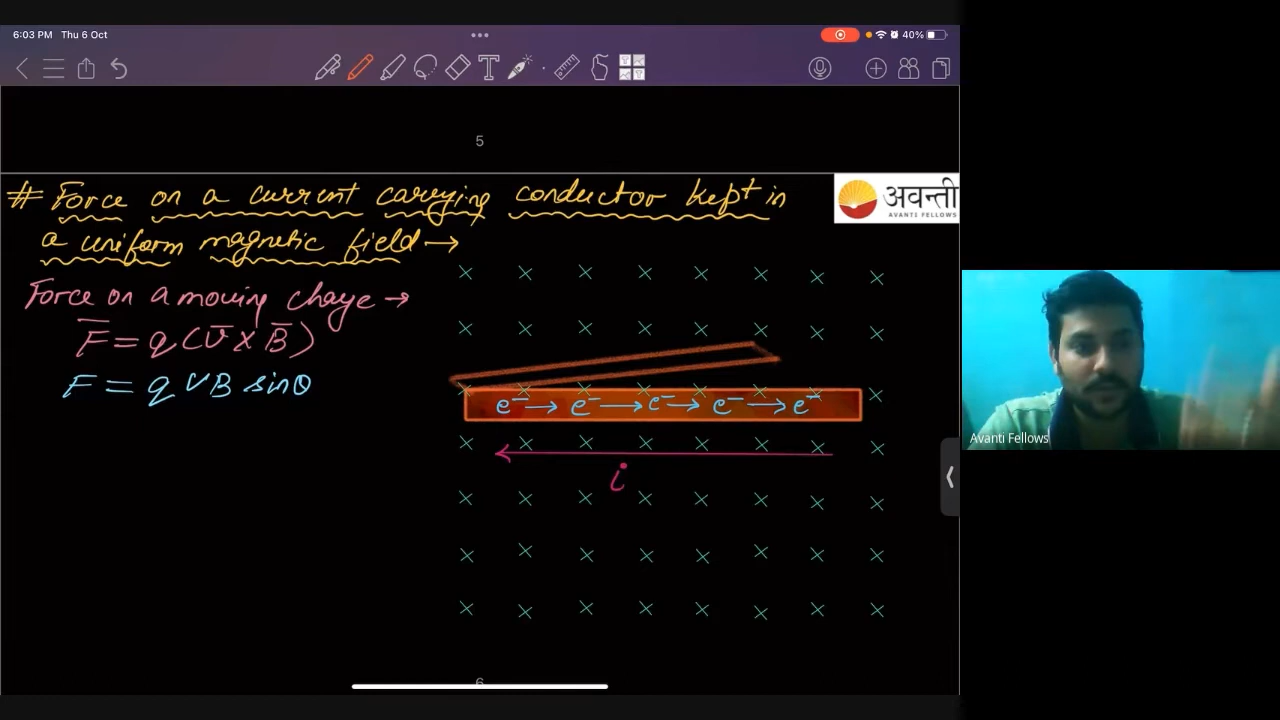 6:03 PM Thu 6 Oct
40%
5
# Force on a current carrying conductor kept in
a uniform magnetic field →
अवन्ती
AVANTI FELLOWS
Force on a moving charge →
F̅ = q(v̅ × B̅)
F = qVB sinθ
e⁻ → e⁻ → e⁻ → e⁻ → e⁻
i
6
Avanti Fellows